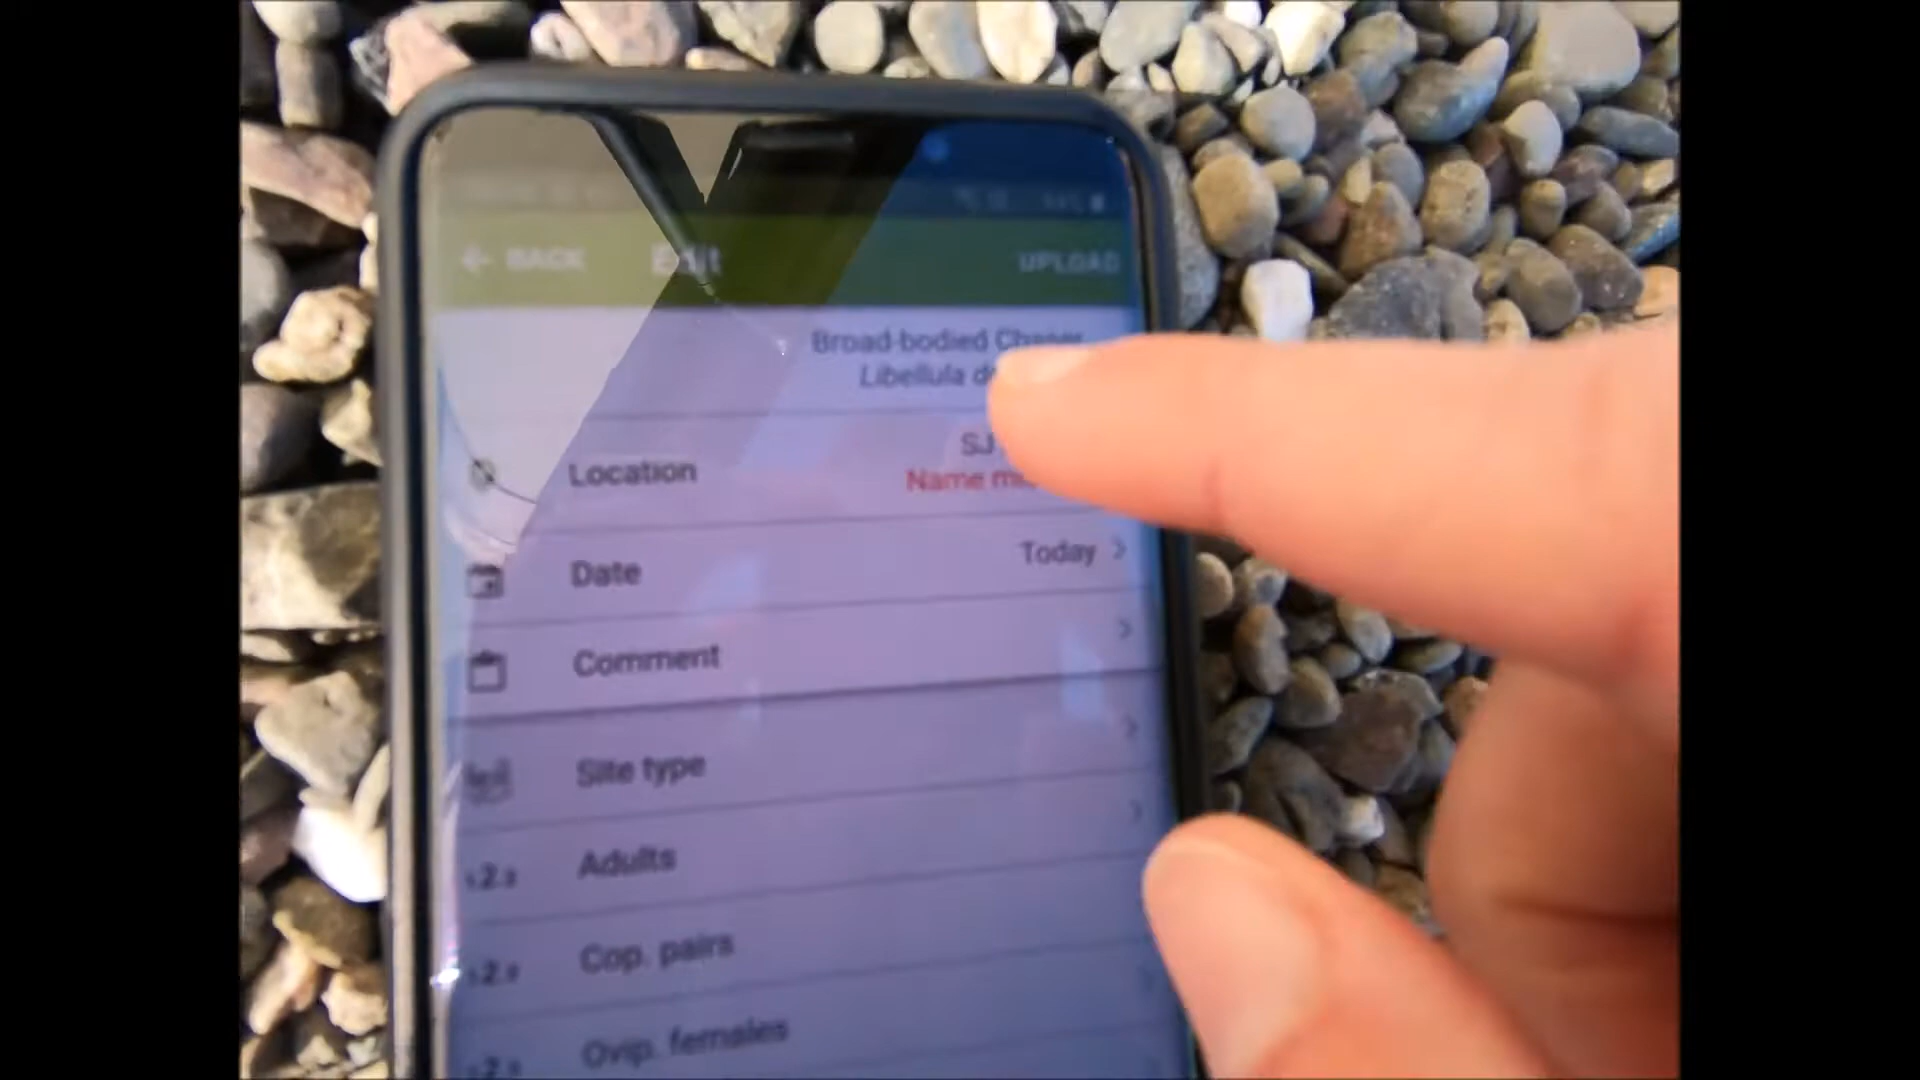 BACK Edit UPLOAD
Broad-bodied Chaser
Libellula
SJ
Location
Name
Date Today
Comment
Site type
Adults
Cop. pairs
Ovip. females